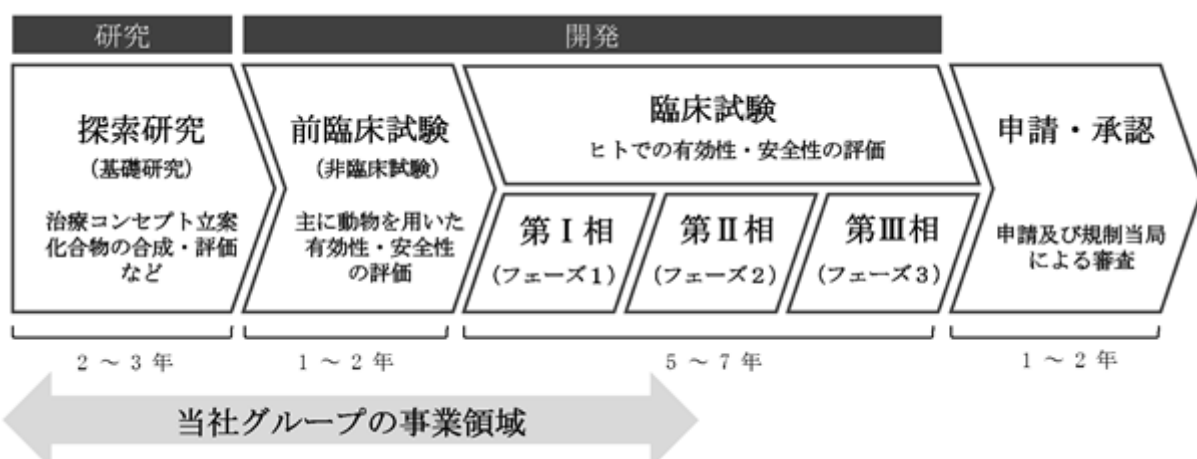 研究
開発
探索研究
(基礎研究)
治療コンセプト立案
化合物の合成・評価
など
前臨床試験
(非臨床試験)
主に動物を用いた
有効性・安全性
の評価
臨床試験
ヒトでの有効性・安全性の評価
第Ⅰ相
(フェーズ1)
第Ⅱ相
(フェーズ2)
第Ⅲ相
(フェーズ3)
申請・承認
申請及び規制当局
による審査
2 ～ 3 年
1 ～ 2 年
5 ～ 7 年
1 ～ 2 年
当社グループの事業領域